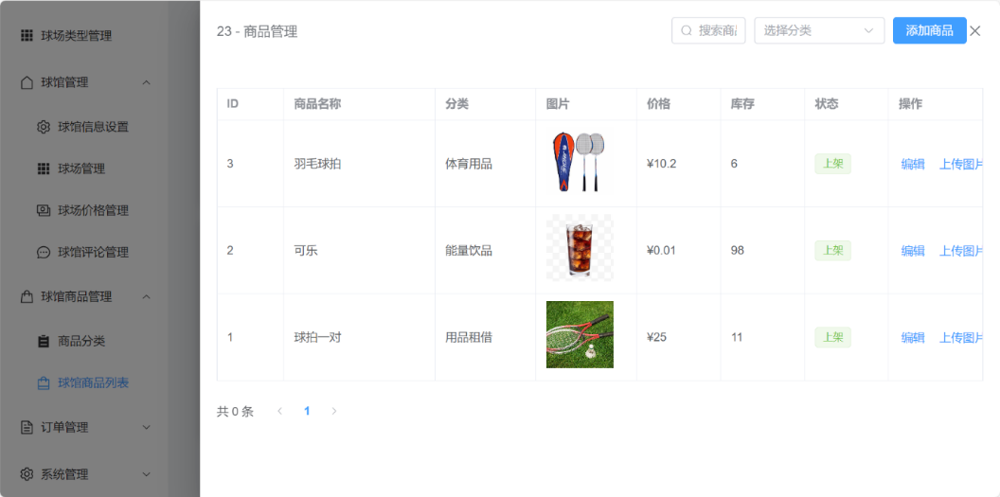 球场类型管理
球馆管理
球馆信息设置
球场管理
球场价格管理
球馆评论管理
球馆商品管理
商品分类
球馆商品列表
订单管理
系统管理
23 - 商品管理
搜索商品
选择分类
添加商品
ID 商品名称 分类 图片 价格 库存 状态 操作
3 羽毛球拍 体育用品 ¥10.2 6 上架 编辑 上传图片
2 可乐 能量饮品 ¥0.01 98 上架 编辑 上传图片
1 球拍一对 用品租借 ¥25 11 上架 编辑 上传图片
共 0 条 1